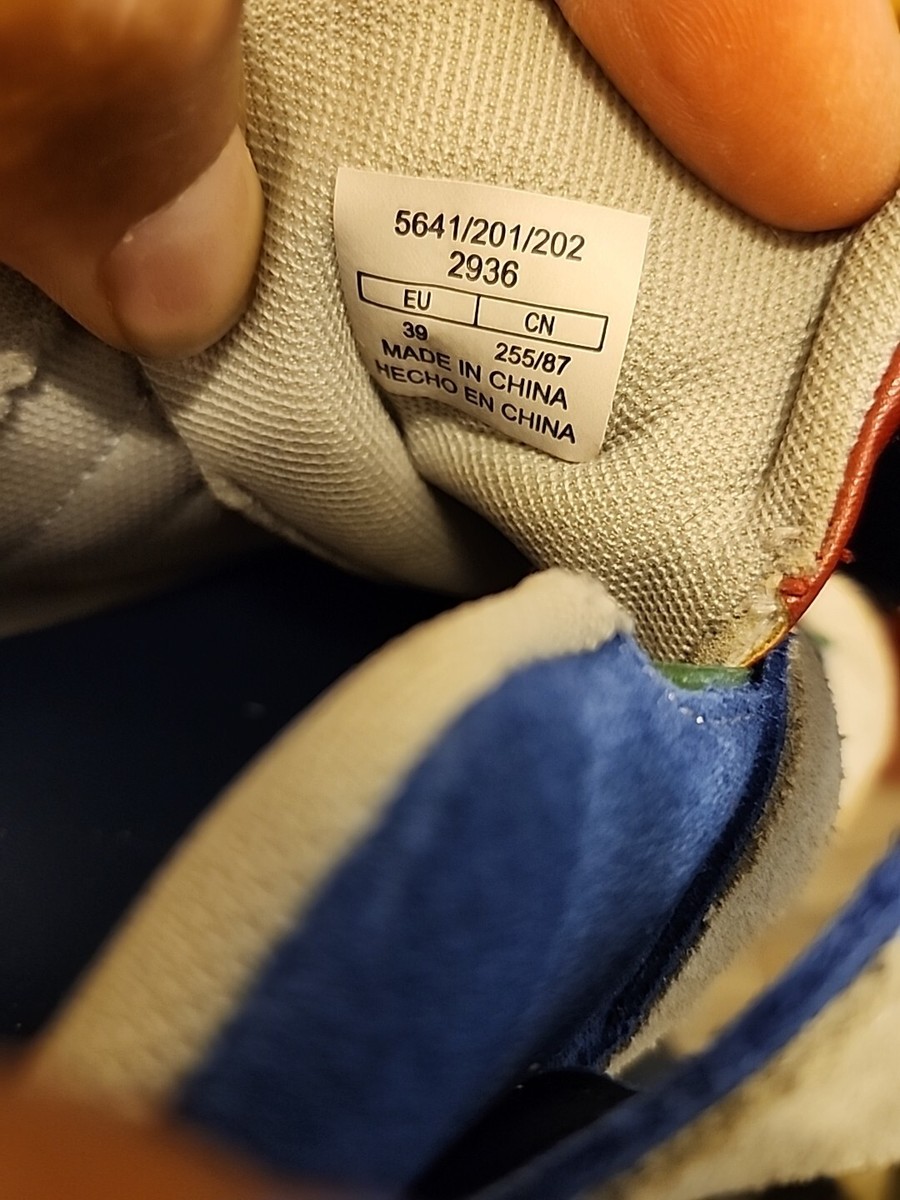 5641/201/202
2936
EU CN
39 255/87
MADE IN CHINA
HECHO EN CHINA